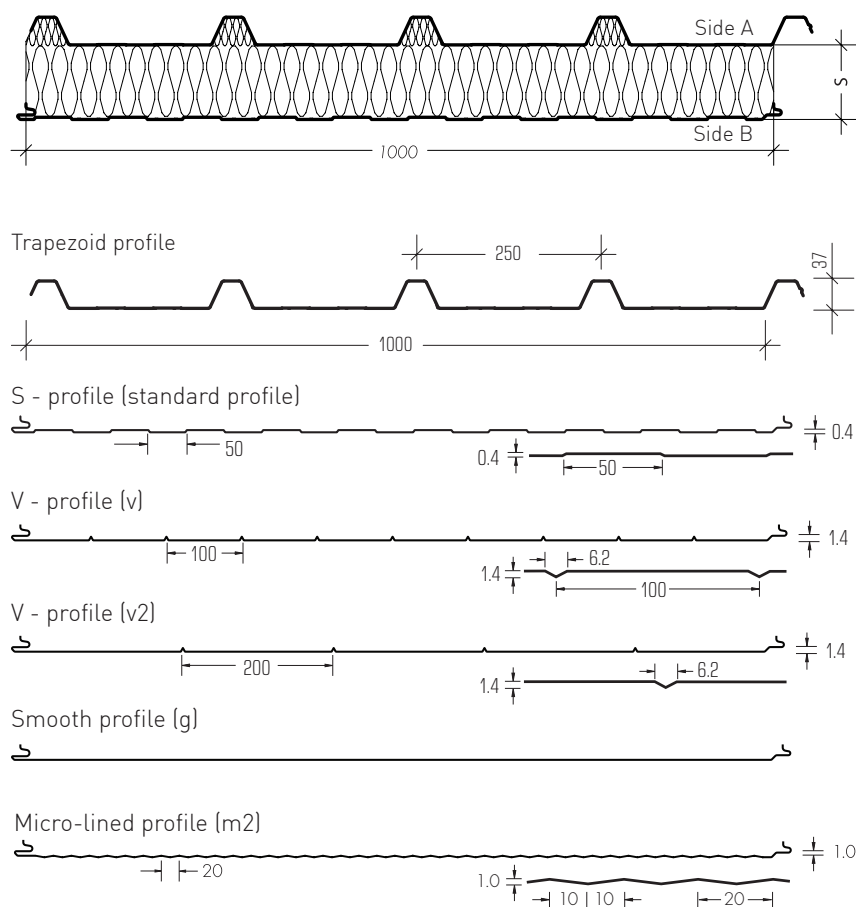 Side A
S
Side B
1000
Trapezoid profile
250
37
1000
S - profile (standard profile)
50
0.4
0.4
50
V - profile (v)
100
1.4
6.2
1.4
100
V - profile (v2)
200
1.4
6.2
1.4
Smooth profile (g)
Micro-lined profile (m2)
20
1.0
1.0
10 | 10
20